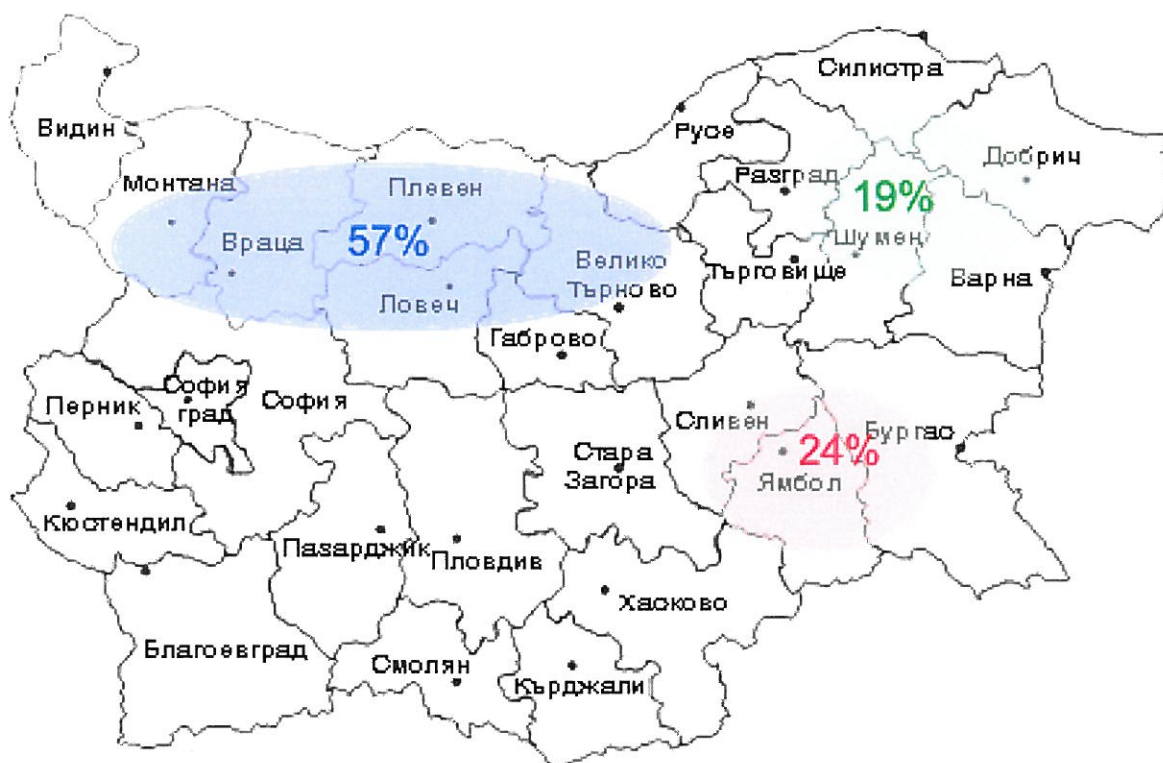 Силистра
Видин
Русе
Добрич
Монтана
Плевен
Разград
19%
Враца
57%
Шумен
Велико
Търново
Търговище
Варна
Ловеч
Габрово
София
град
София
Перник
Сливен
Бургас
24%
Стара
Загора
Ямбол
Кюстендил
Пазарджик
Пловдив
Хасково
Благоевград
Смолян
Кърджали